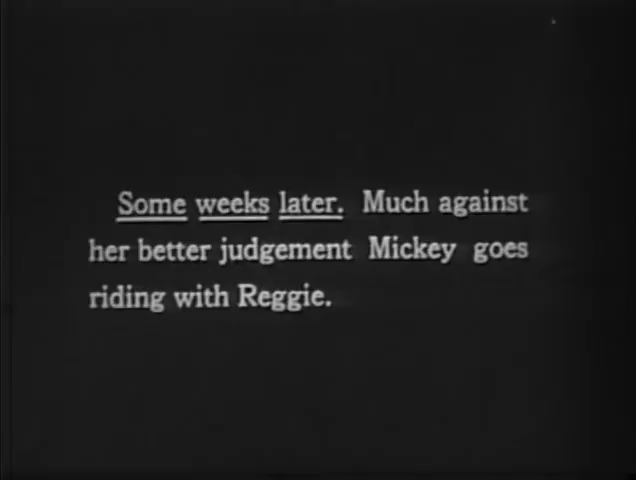 Some weeks later. Much against
her better judgement Mickey goes
riding with Reggie.